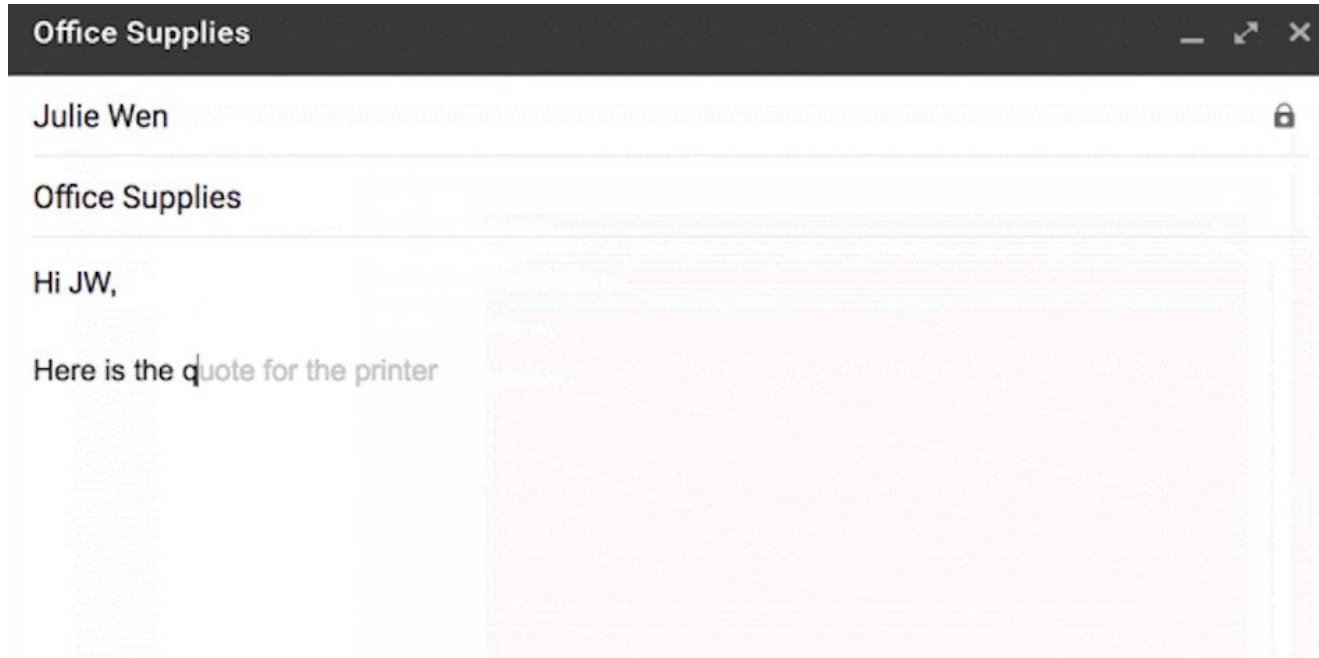 Office Supplies
Julie Wen
Office Supplies
Hi JW,
Here is the quote for the printer